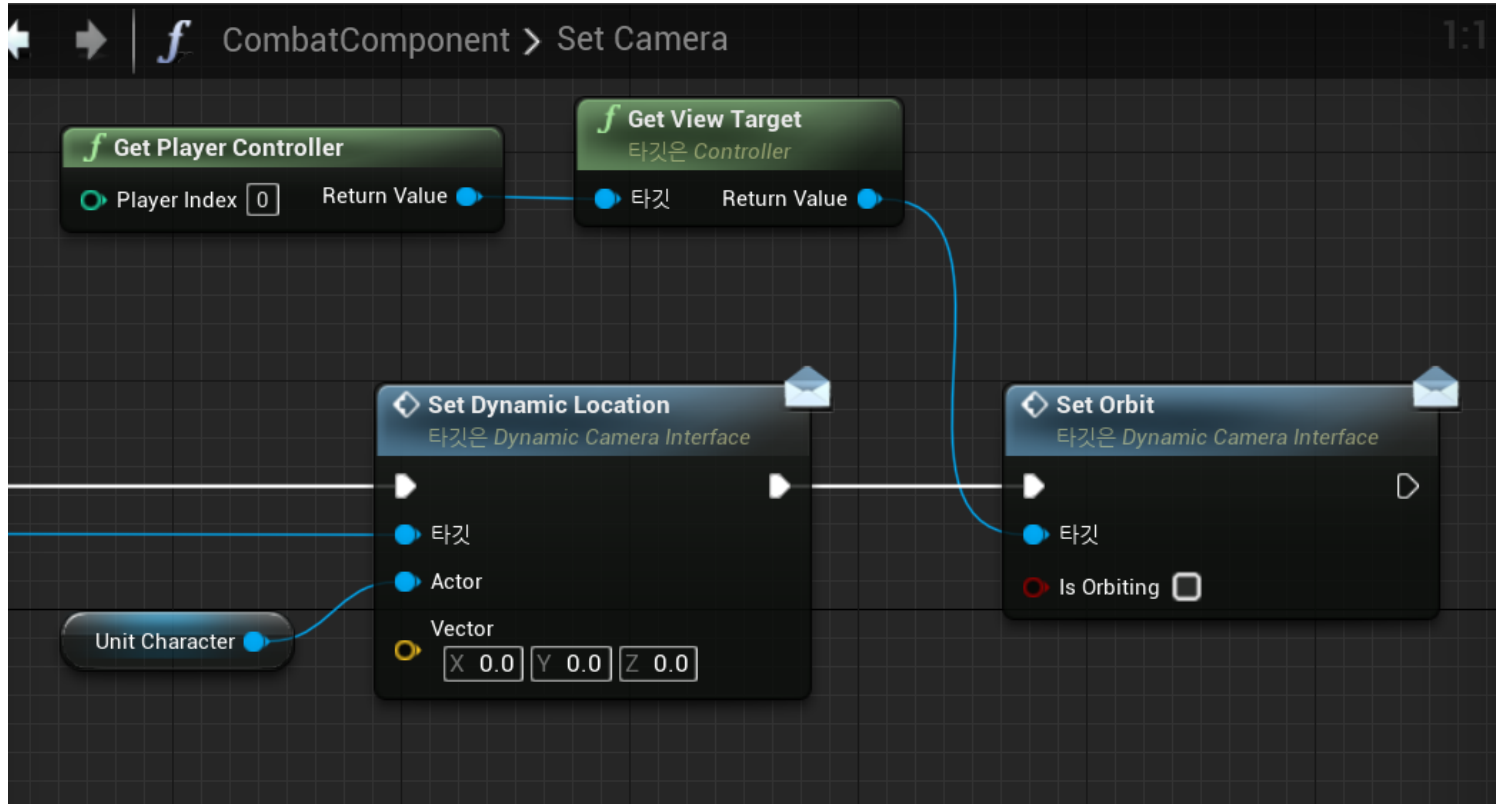 CombatComponent > Set Camera
1:1
f Get Player Controller
Player Index 0
Return Value
f Get View Target
타깃은 Controller
타깃
Return Value
Set Dynamic Location
타깃은 Dynamic Camera Interface
타깃
Actor
Vector
X 0.0 Y 0.0 Z 0.0
Unit Character
Set Orbit
타깃은 Dynamic Camera Interface
타깃
Is Orbiting